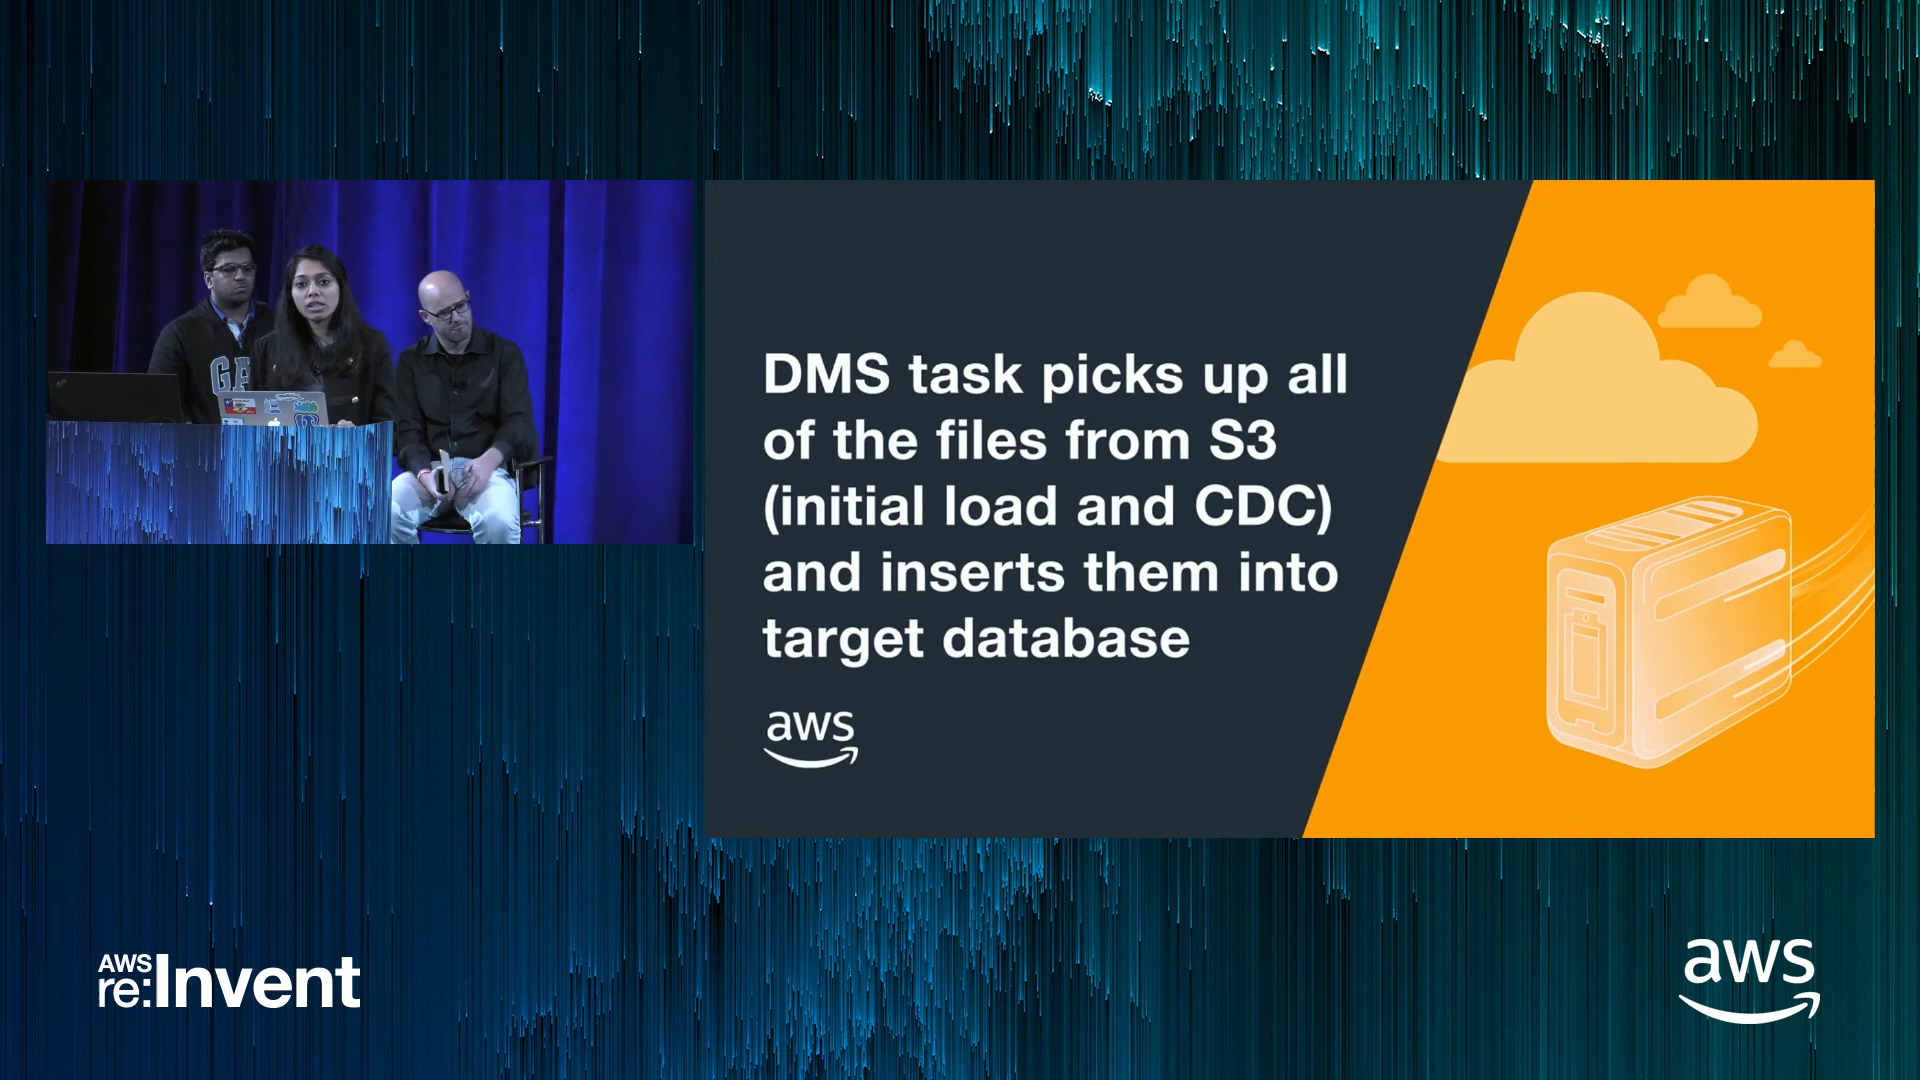 GA
DMS task picks up all
of the files from S3
(initial load and CDC)
and inserts them into
target database
aws
AWS
re:Invent
aws